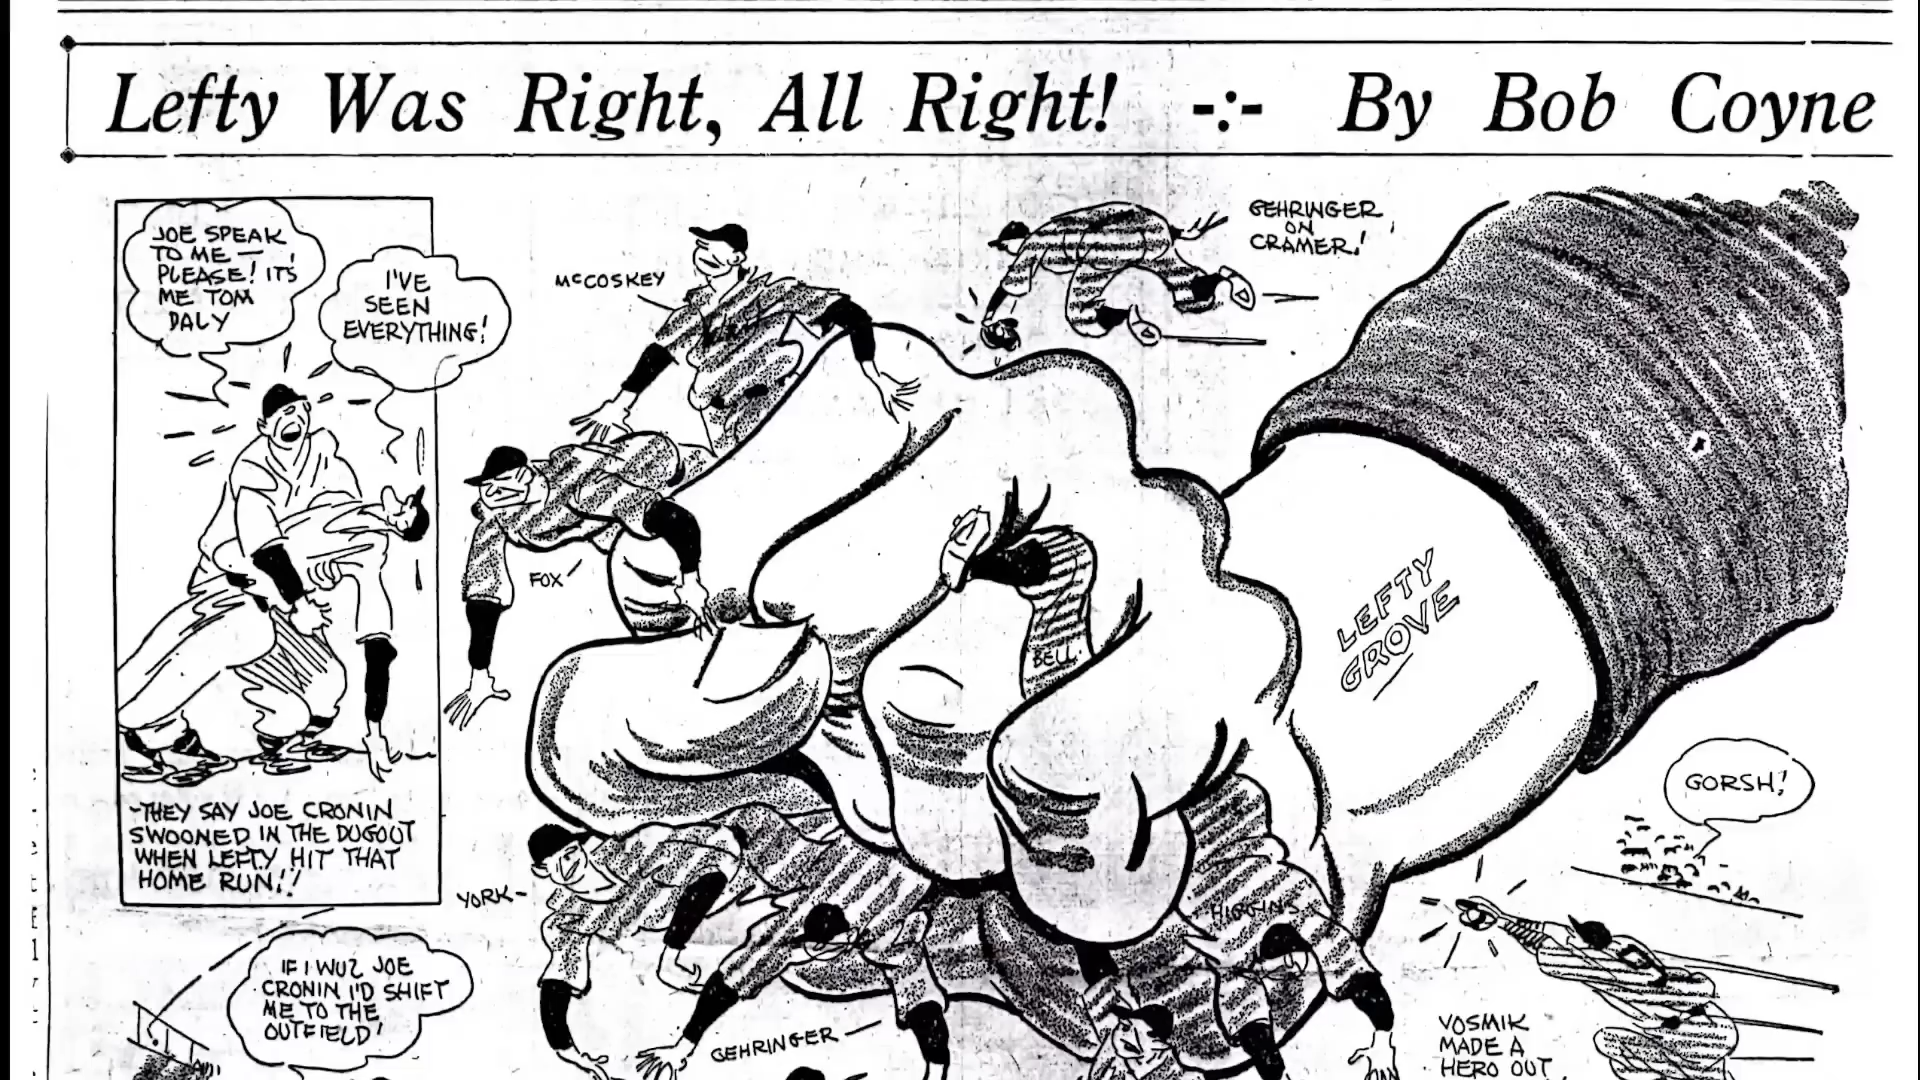 Lefty Was Right, All Right! -:- By Bob Coyne
JOE SPEAK
TO ME —
PLEASE! IT'S
ME TOM
DALY
I'VE
SEEN
EVERYTHING!
-THEY SAY JOE CRONIN
SWOONED IN THE DUGOUT
WHEN LEFTY HIT THAT
HOME RUN!!
MCCOSKEY
GEHRINGER
ON
CRAMER!
FOX
BELL
LEFTY
GROVE
GORSH!
YORK-
HIGGINS
IF I WUZ JOE
CRONIN I'D SHIFT
ME TO THE
OUTFIELD!
GEHRINGER —
VOSMIK
MADE A
HERO OUT